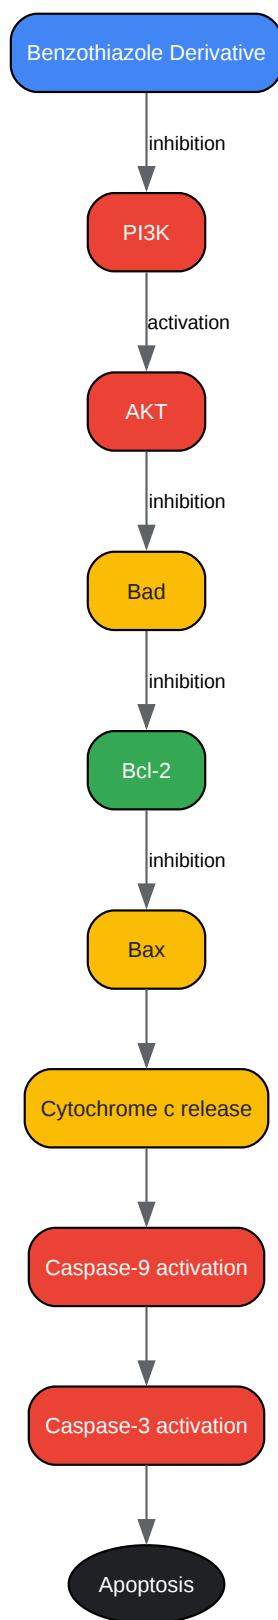 Benzothiazole Derivative
inhibition
PI3K
activation
AKT
inhibition
Bad
inhibition
Bcl-2
inhibition
Bax
Cytochrome c release
Caspase-9 activation
Caspase-3 activation
Apoptosis